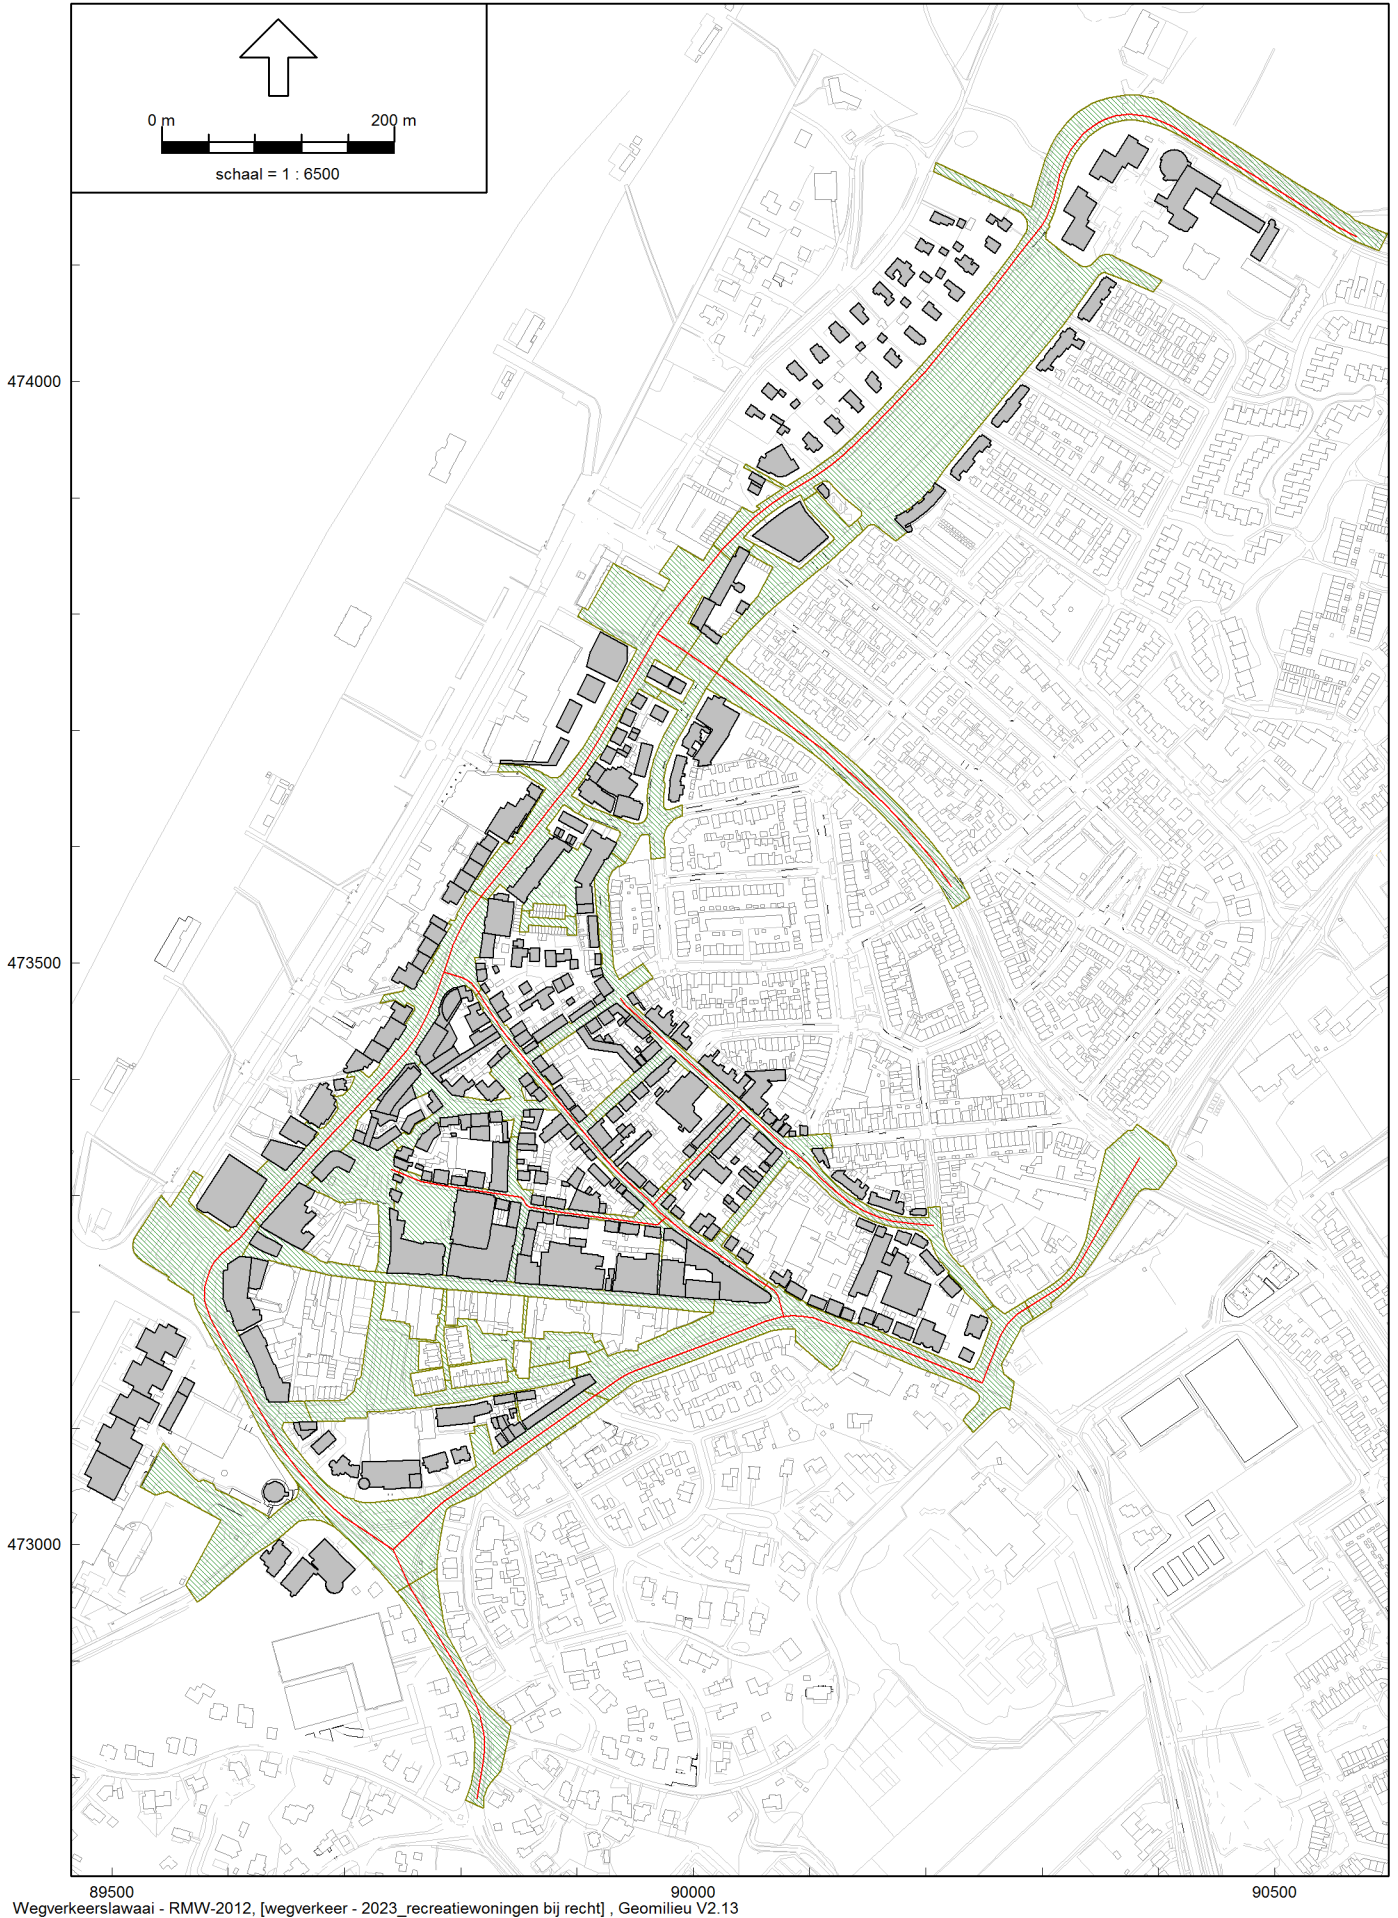 0 m 200 m
schaal = 1 : 6500
474000
473500
473000
89500 90000 90500
Wegverkeerslawaai - RMW-2012, [wegverkeer - 2023_recreatiewoningen bij recht] , Geomilieu V2.13